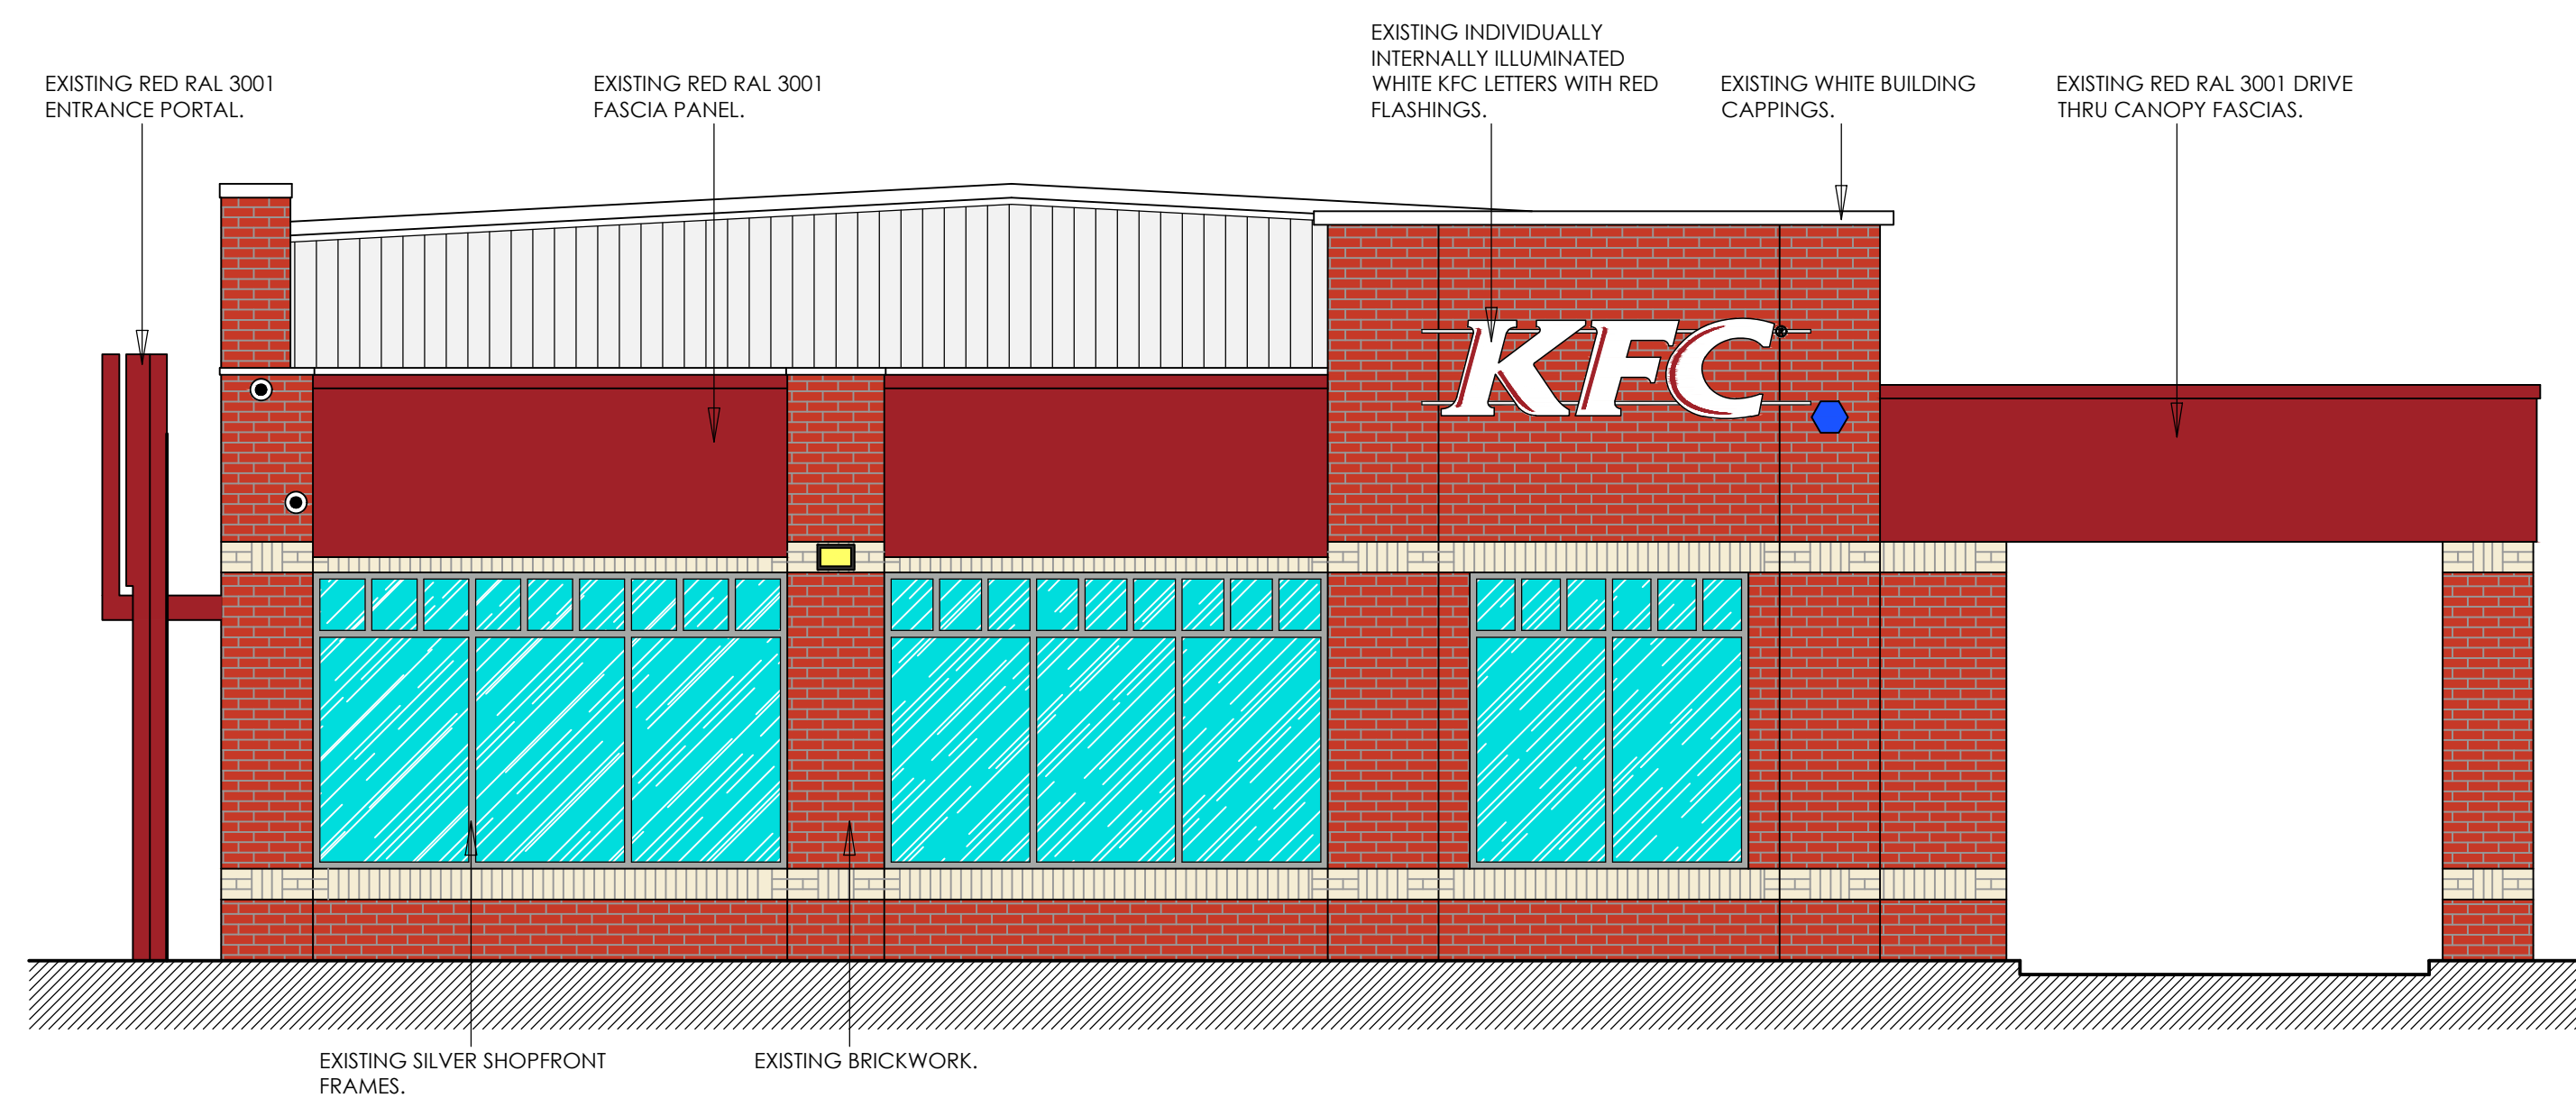 EXISTING INDIVIDUALLY
INTERNALLY ILLUMINATED
WHITE KFC LETTERS WITH RED
FLASHINGS.
EXISTING RED RAL 3001
ENTRANCE PORTAL.
EXISTING RED RAL 3001
FASCIA PANEL.
EXISTING WHITE BUILDING
CAPPINGS.
EXISTING RED RAL 3001 DRIVE
THRU CANOPY FASCIAS.
KFC
EXISTING SILVER SHOPFRONT
FRAMES.
EXISTING BRICKWORK.